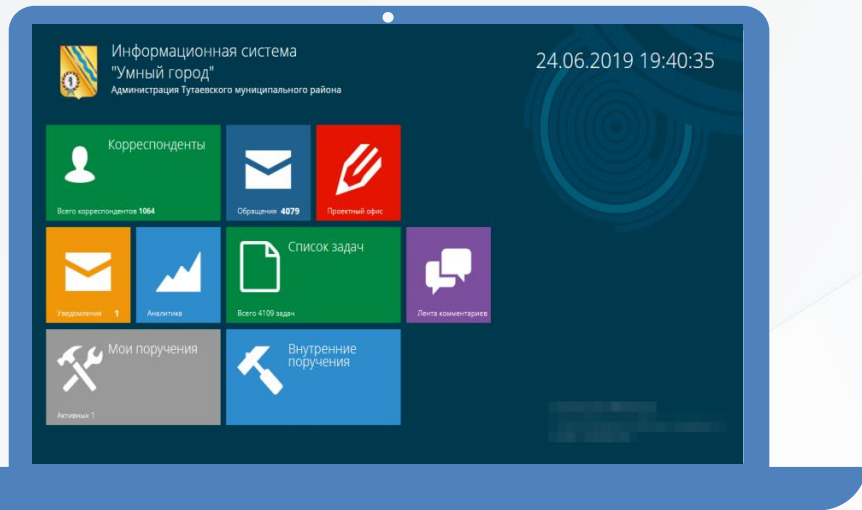 Информационная система
"Умный город"
Администрация Тутаевского муниципального района
24.06.2019 19:40:35
Корреспонденты
Всего корреспондентов 1064
Обращения 4079
Проектный офис
Уведомления 1
Аналитика
Список задач
Всего 4109 задач
Лента комментариев
Мои поручения
Активных 1
Внутренние
поручения